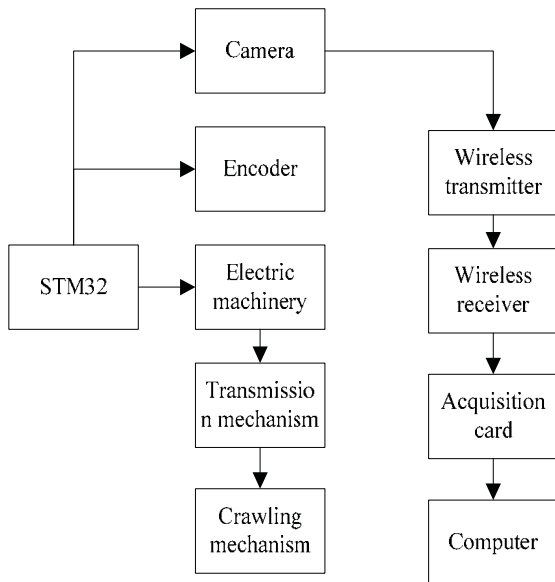 Camera
Wireless
transmitter
Encoder
STM32
Electric
machinery
Wireless
receiver
Transmissio
n mechanism
Acquisition
card
Crawling
mechanism
Computer